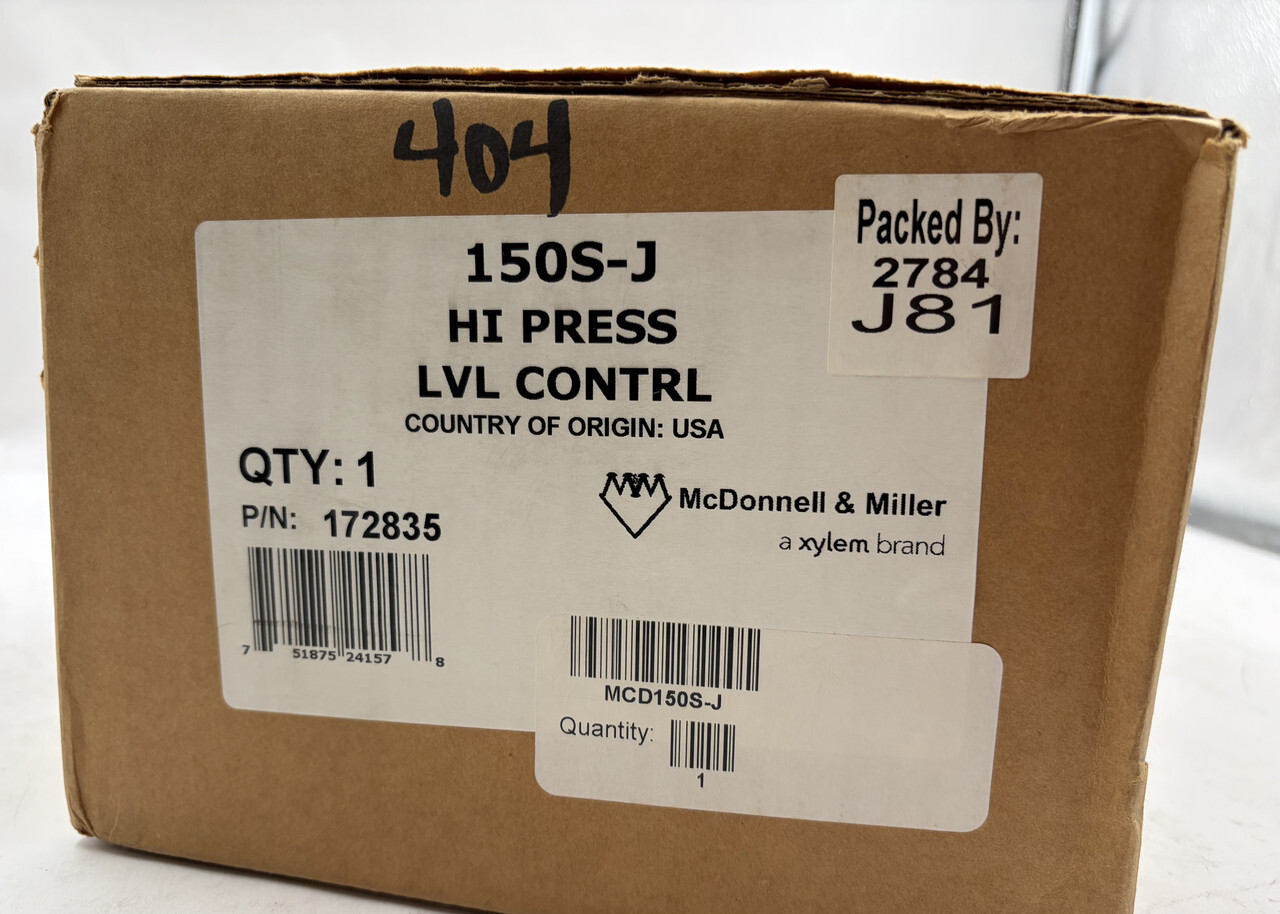 404
150S-J
HI PRESS
LVL CONTRL
COUNTRY OF ORIGIN: USA
Packed By:
2784
J81
QTY: 1
P/N: 172835
7 51875 24157 8
McDonnell & Miller
a xylem brand
MCD150S-J
Quantity:
1